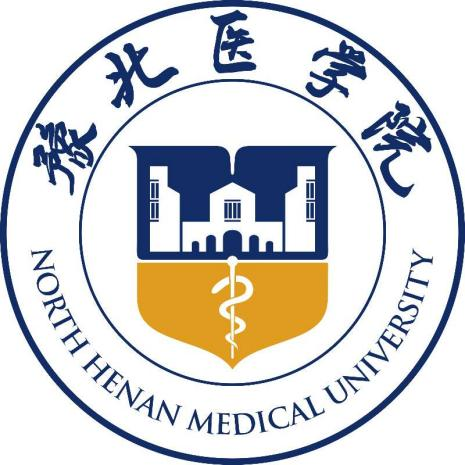 豫北医学院
NORTH HENAN MEDICAL UNIVERSITY